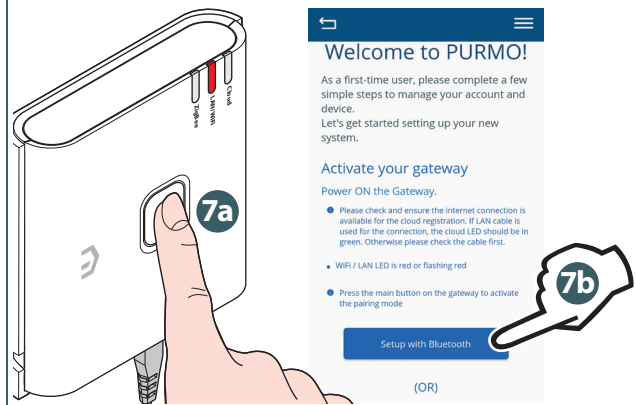 Cloud
LAN/WiFi
ZigBee
7a
Welcome to PURMO!
As a first-time user, please complete a few
simple steps to manage your account and
device.
Let's get started setting up your new
system.
Activate your gateway
Power ON the Gateway.
Please check and ensure the internet connection is
available for the cloud registration. If LAN cable is
used for the connection, the cloud LED should be in
green. Otherwise please check the cable first.
WiFi / LAN LED is red or flashing red
Press the main button on the gateway to activate
the pairing mode
7b
Setup with Bluetooth
(OR)